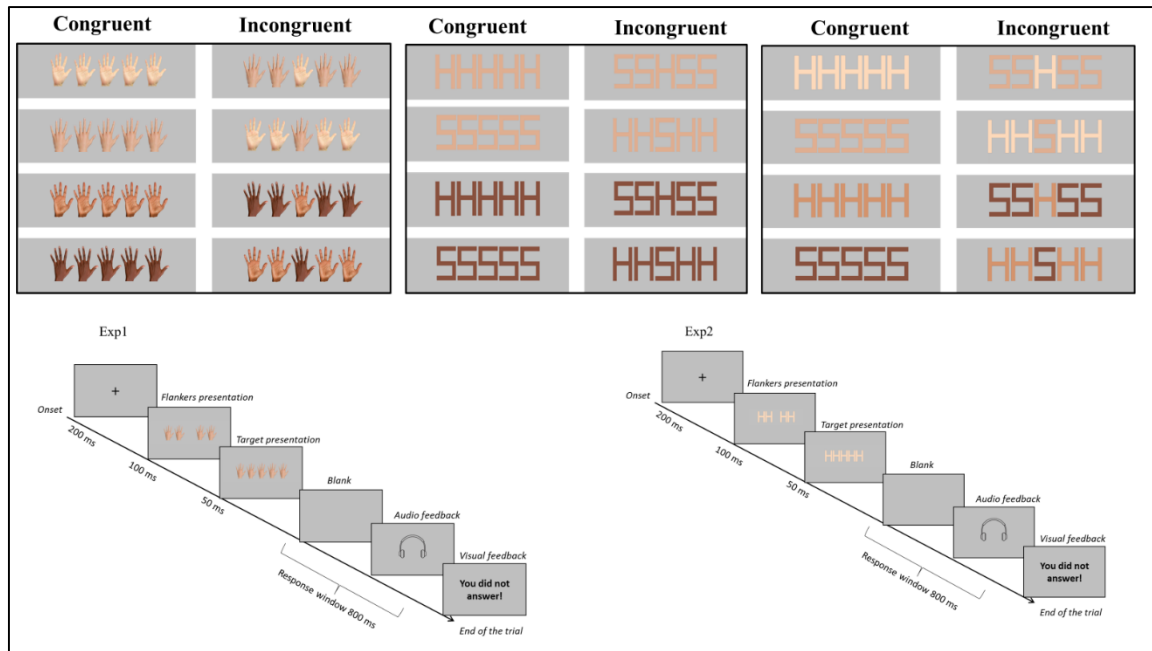 Congruent Incongruent Congruent Incongruent Congruent Incongruent
HHHHH SSHSS HHHHH SSHSS
SSSSS HHSHH SSSSS HHSHH
HHHHH SSHSS HHHHH SSHSS
SSSSS HHSHH SSSSS HHSHH
Exp1
+
Onset
Flankers presentation
200 ms
Target presentation
100 ms
Blank
50 ms
Audio feedback
Visual feedback
You did not
answer!
Response window 800 ms
End of the trial
Exp2
+
Onset
Flankers presentation
200 ms
HH HH
Target presentation
100 ms
HHHHH
Blank
50 ms
Audio feedback
Visual feedback
You did not
answer!
Response window 800 ms
End of the trial